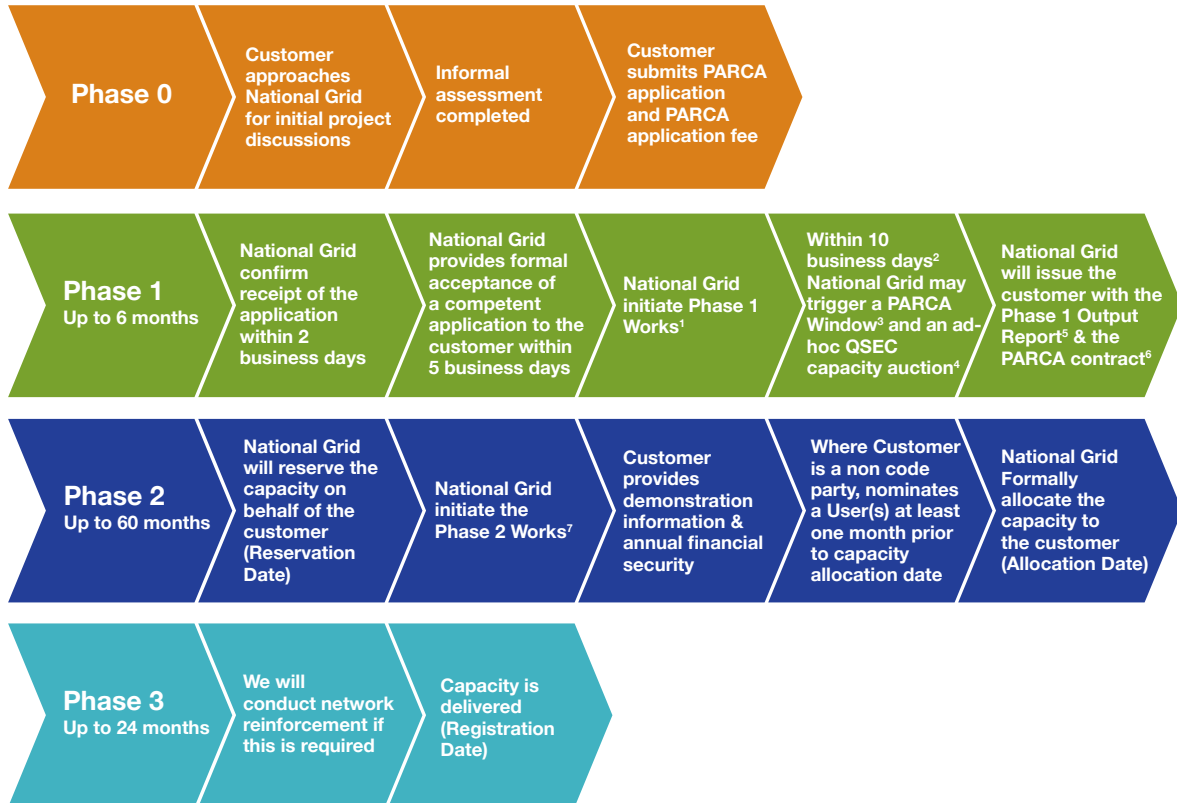 Phase 0
Customer
approaches
National Grid
for initial project
discussions
Informal
assessment
completed
Customer
submits PARCA
application
and PARCA
application fee
Phase 1
Up to 6 months
National Grid
confirm
receipt of the
application
within 2
business days
National Grid
provides formal
acceptance of
a competent
application to the
customer within
5 business days
National Grid
initiate Phase 1
Works¹
Within 10
business days²
National Grid may
trigger a PARCA
Window³ and an ad-
hoc QSEC
capacity auction⁴
National Grid
will issue the
customer with the
Phase 1 Output
Report⁵ & the
PARCA contract⁶
Phase 2
Up to 60 months
National Grid
will reserve the
capacity on
behalf of the
customer
(Reservation
Date)
National Grid
initiate the
Phase 2 Works⁷
Customer
provides
demonstration
information &
annual financial
security
Where Customer
is a non code
party, nominates
a User(s) at least
one month prior
to capacity
allocation date
National Grid
Formally
allocate the
capacity to
the customer
(Allocation Date)
Phase 3
Up to 24 months
We will
conduct network
reinforcement if
this is required
Capacity is
delivered
(Registration
Date)